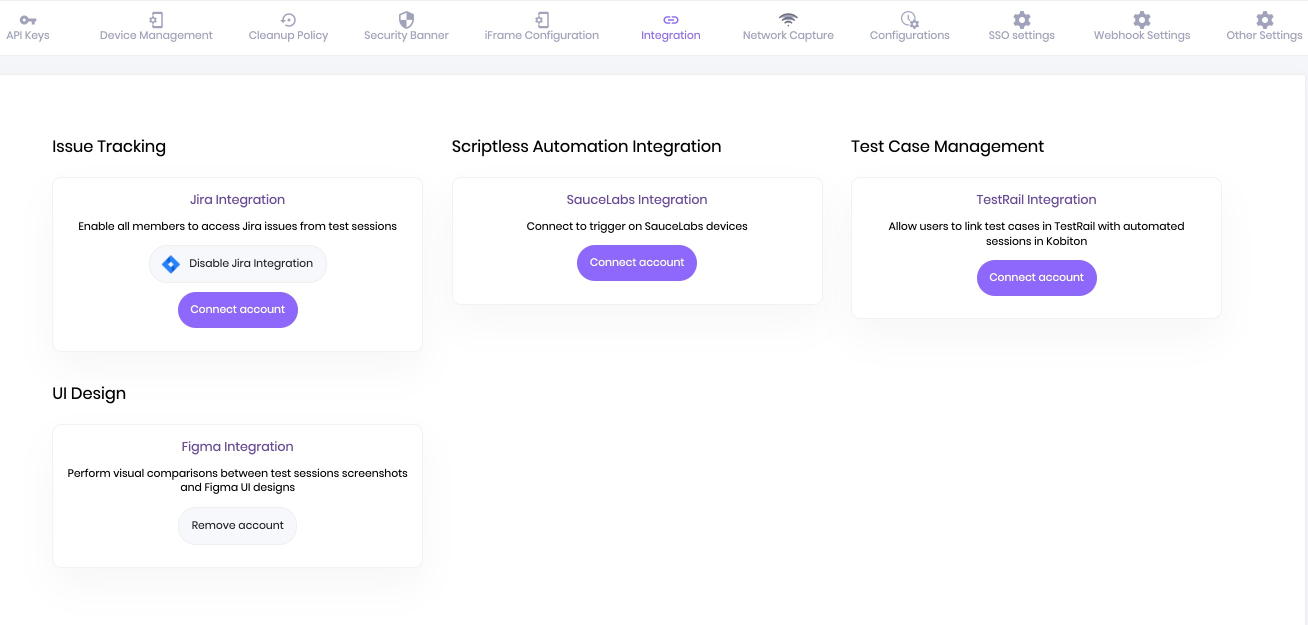 API Keys
Device Management
Cleanup Policy
Security Banner
iFrame Configuration
Integration
Network Capture
Configurations
SSO settings
Webhook Settings
Other Settings
Issue Tracking
Jira Integration
Enable all members to access Jira issues from test sessions
Disable Jira Integration
Connect account
Scriptless Automation Integration
SauceLabs Integration
Connect to trigger on SauceLabs devices
Connect account
Test Case Management
TestRail Integration
Allow users to link test cases in TestRail with automated
sessions in Kobiton
Connect account
UI Design
Figma Integration
Perform visual comparisons between test sessions screenshots
and Figma UI designs
Remove account